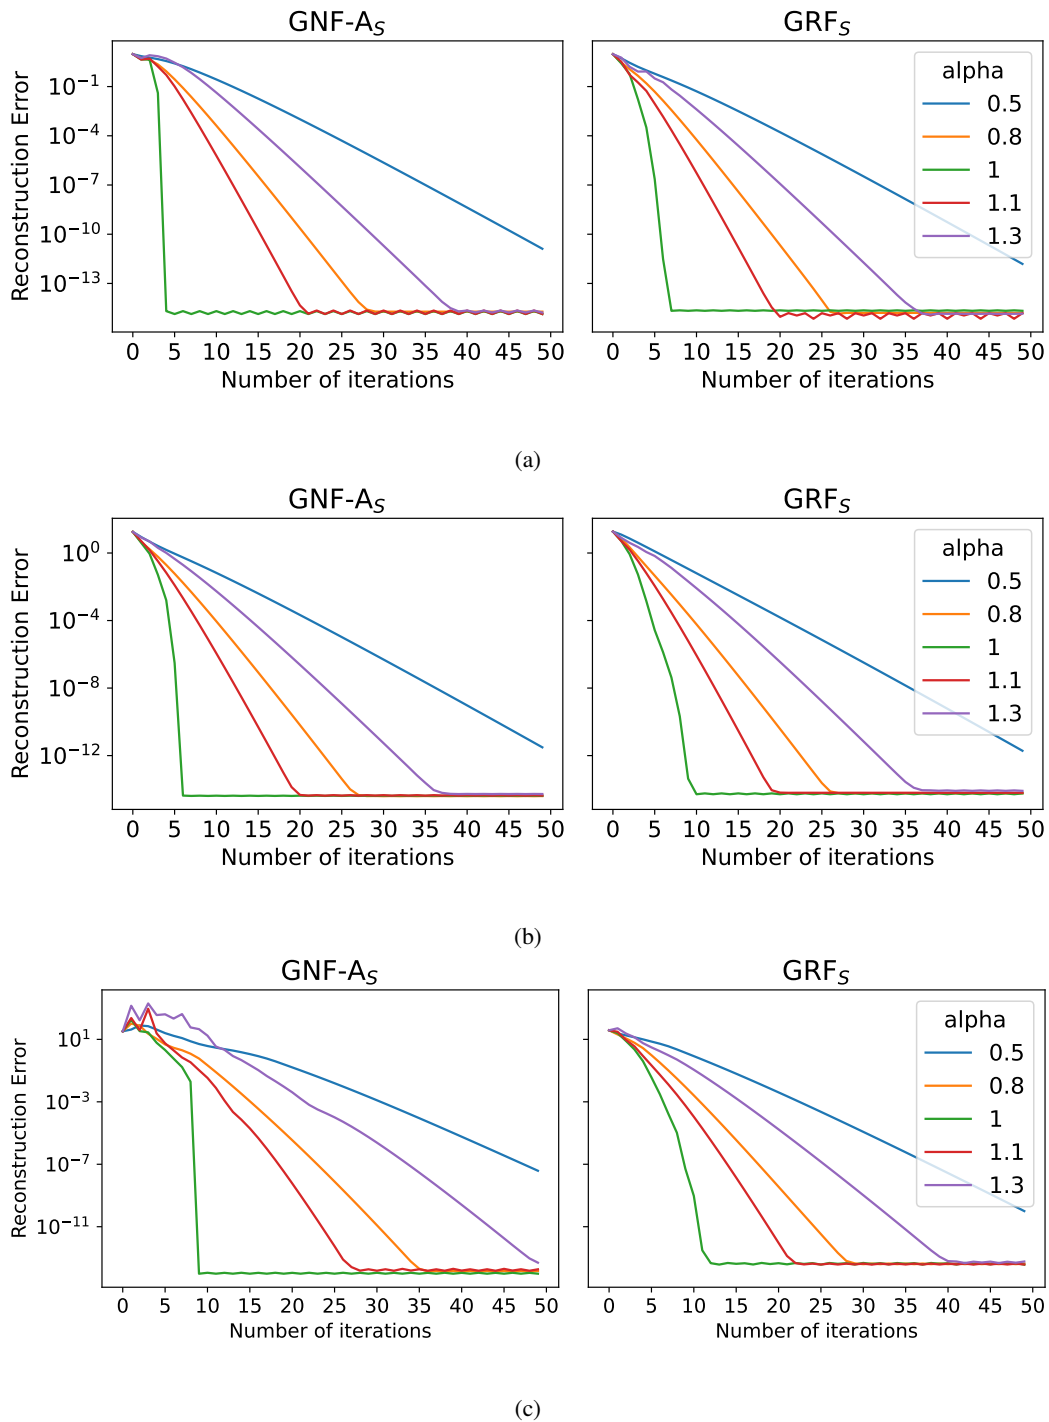 GNF-A_S
GRF_S
Reconstruction Error
10^−1
10^−4
10^−7
10^−10
10^−13
0 5 10 15 20 25 30 35 40 45 50
Number of iterations
alpha
0.5
0.8
1
1.1
1.3
0 5 10 15 20 25 30 35 40 45 50
Number of iterations
(a)
GNF-A_S
GRF_S
Reconstruction Error
10^0
10^−4
10^−8
10^−12
0 5 10 15 20 25 30 35 40 45 50
Number of iterations
alpha
0.5
0.8
1
1.1
1.3
0 5 10 15 20 25 30 35 40 45 50
Number of iterations
(b)
GNF-A_S
GRF_S
Reconstruction Error
10^1
10^−3
10^−7
10^−11
0 5 10 15 20 25 30 35 40 45 50
Number of iterations
alpha
0.5
0.8
1
1.1
1.3
0 5 10 15 20 25 30 35 40 45 50
Number of iterations
(c)